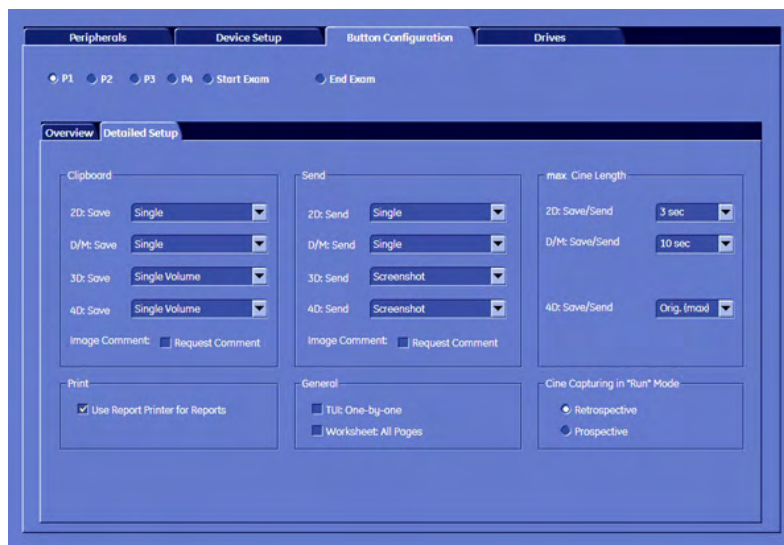 Peripherals Device Setup Button Configuration Drives
P1 P2 P3 P4 Start Exam End Exam
Overview Detailed Setup
Clipboard
2D: Save Single
D/M: Save Single
3D: Save Single Volume
4D: Save Single Volume
Image Comment: Request Comment
Send
2D: Send Single
D/M: Send Single
3D: Send Screenshot
4D: Send Screenshot
Image Comment: Request Comment
max. Cine Length
2D: Save/Send 3 sec
D/M: Save/Send 10 sec
4D: Save/Send Orig. (max)
Print
Use Report Printer for Reports
General
TUI: One-by-one
Worksheet: All Pages
Cine Capturing in "Run" Mode
Retrospective
Prospective